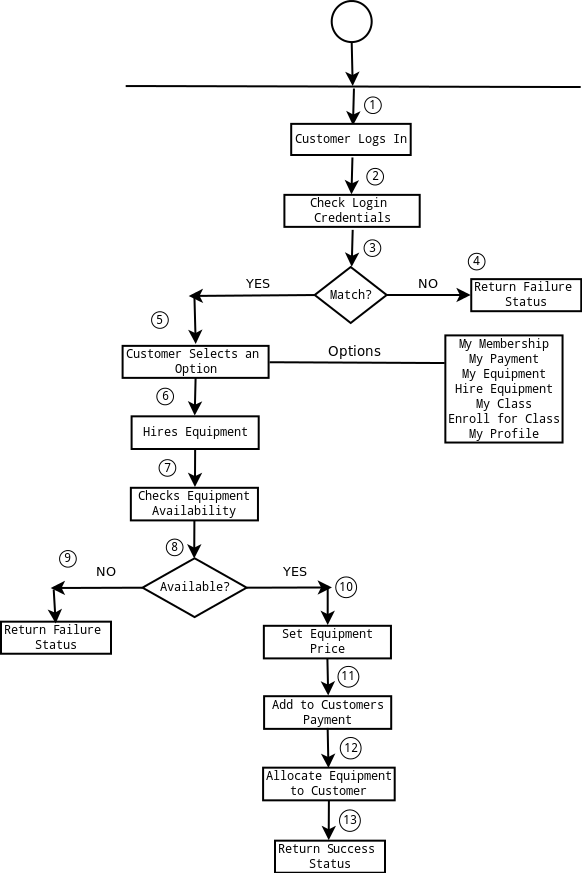 1
Customer Logs In
2
Check Login
Credentials
3
4
YES
Match?
NO
Return Failure
Status
5
Customer Selects an
Option
Options
My Membership
My Payment
My Equipment
Hire Equipment
My Class
Enroll for Class
My Profile
6
Hires Equipment
7
Checks Equipment
Availability
8
9
NO
Available?
YES
10
Return Failure
Status
Set Equipment
Price
11
Add to Customers
Payment
12
Allocate Equipment
to Customer
13
Return Success
Status